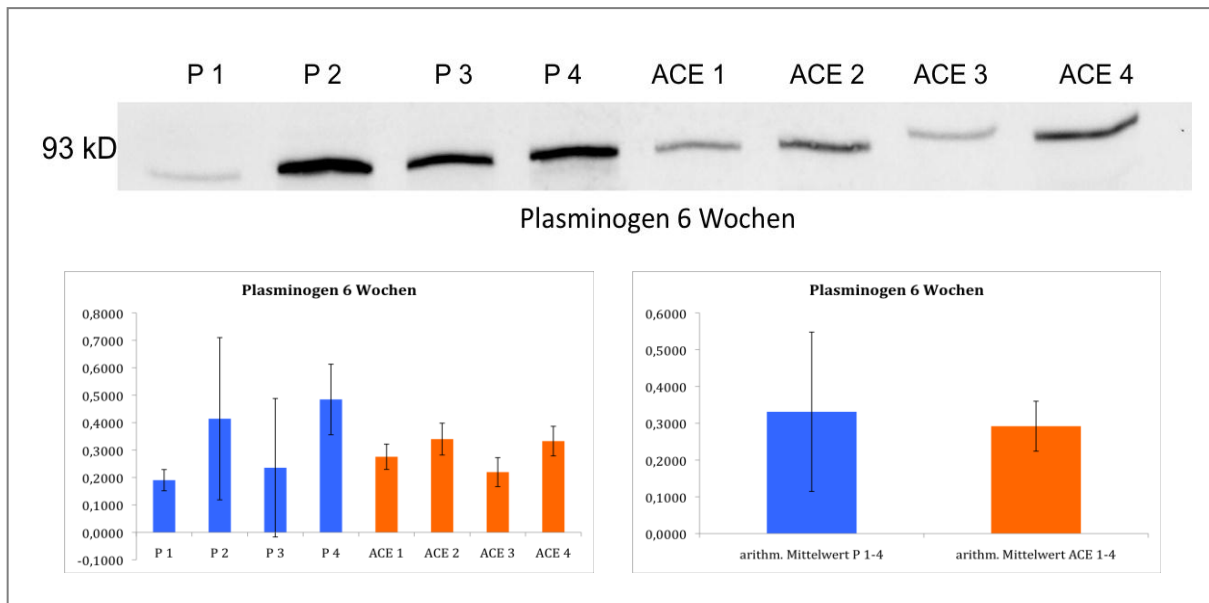 P 1 P 2 P 3 P 4 ACE 1 ACE 2 ACE 3 ACE 4
93 kD
Plasminogen 6 Wochen
Plasminogen 6 Wochen
0,8000
0,7000
0,6000
0,5000
0,4000
0,3000
0,2000
0,1000
0,0000
-0,1000
P 1 P 2 P 3 P 4 ACE 1 ACE 2 ACE 3 ACE 4
Plasminogen 6 Wochen
0,6000
0,5000
0,4000
0,3000
0,2000
0,1000
0,0000
arithm. Mittelwert P 1-4 arithm. Mittelwert ACE 1-4